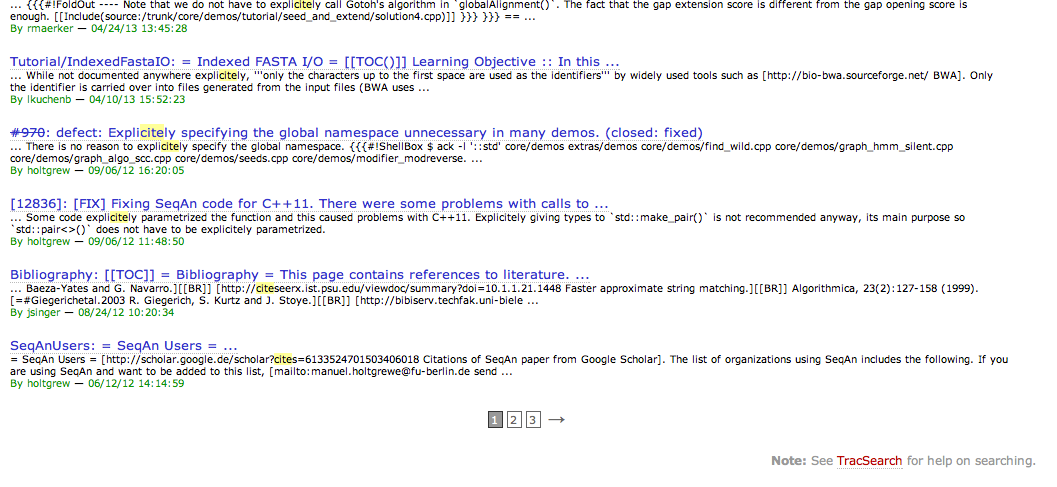 ... {{{#!FoldOut ---- Note that we do not have to explicitely call Gotoh's algorithm in `globalAlignment()`. The fact that the gap extension score is different from the gap opening score is
enough. [[Include(source:/trunk/core/demos/tutorial/seed_and_extend/solution4.cpp)]] }}} }}} == ...
By rmaerker — 04/24/13 13:45:28
Tutorial/IndexedFastaIO: = Indexed FASTA I/O = [[TOC()]] Learning Objective :: In this ...
... While not documented anywhere explicitely, '''only the characters up to the first space are used as the identifiers''' by widely used tools such as [http://bio-bwa.sourceforge.net/ BWA]. Only
the identifier is carried over into files generated from the input files (BWA uses ...
By lkuchenb — 04/10/13 15:52:23
#970: defect: Explicitely specifying the global namespace unnecessary in many demos. (closed: fixed)
... There is no reason to explicitely specify the global namespace. {{{#!ShellBox $ ack -l '::std' core/demos extras/demos core/demos/find_wild.cpp core/demos/graph_hmm_silent.cpp
core/demos/graph_algo_scc.cpp core/demos/seeds.cpp core/demos/modifier_modreverse. ...
By holtgrew — 09/06/12 16:20:05
[12836]: [FIX] Fixing SeqAn code for C++11. There were some problems with calls to ...
... Some code explicitely parametrized the function and this caused problems with C++11. Explicitely giving types to `std::make_pair()` is not recommended anyway, its main purpose so
`std::pair<>()` does not have to be explicitely parametrized.
By holtgrew — 09/06/12 11:48:50
Bibliography: [[TOC]] = Bibliography = This page contains references to literature. ...
... Baeza-Yates and G. Navarro.][[BR]] [http://citeseerx.ist.psu.edu/viewdoc/summary?doi=10.1.1.21.1448 Faster approximate string matching.][[BR]] Algorithmica, 23(2):127-158 (1999).
[=#Giegerichetal.2003 R. Giegerich, S. Kurtz and J. Stoye.][[BR]] [http://bibiserv.techfak.uni-biele ...
By jsinger — 08/24/12 10:20:34
SeqAnUsers: = SeqAn Users = ...
= SeqAn Users = [http://scholar.google.de/scholar?cites=6133524701503406018 Citations of SeqAn paper from Google Scholar]. The list of organizations using SeqAn includes the following. If you
are using SeqAn and want to be added to this list, [mailto:manuel.holtgrewe@fu-berlin.de send ...
By holtgrew — 06/12/12 14:14:59
1 2 3 →
Note: See TracSearch for help on searching.